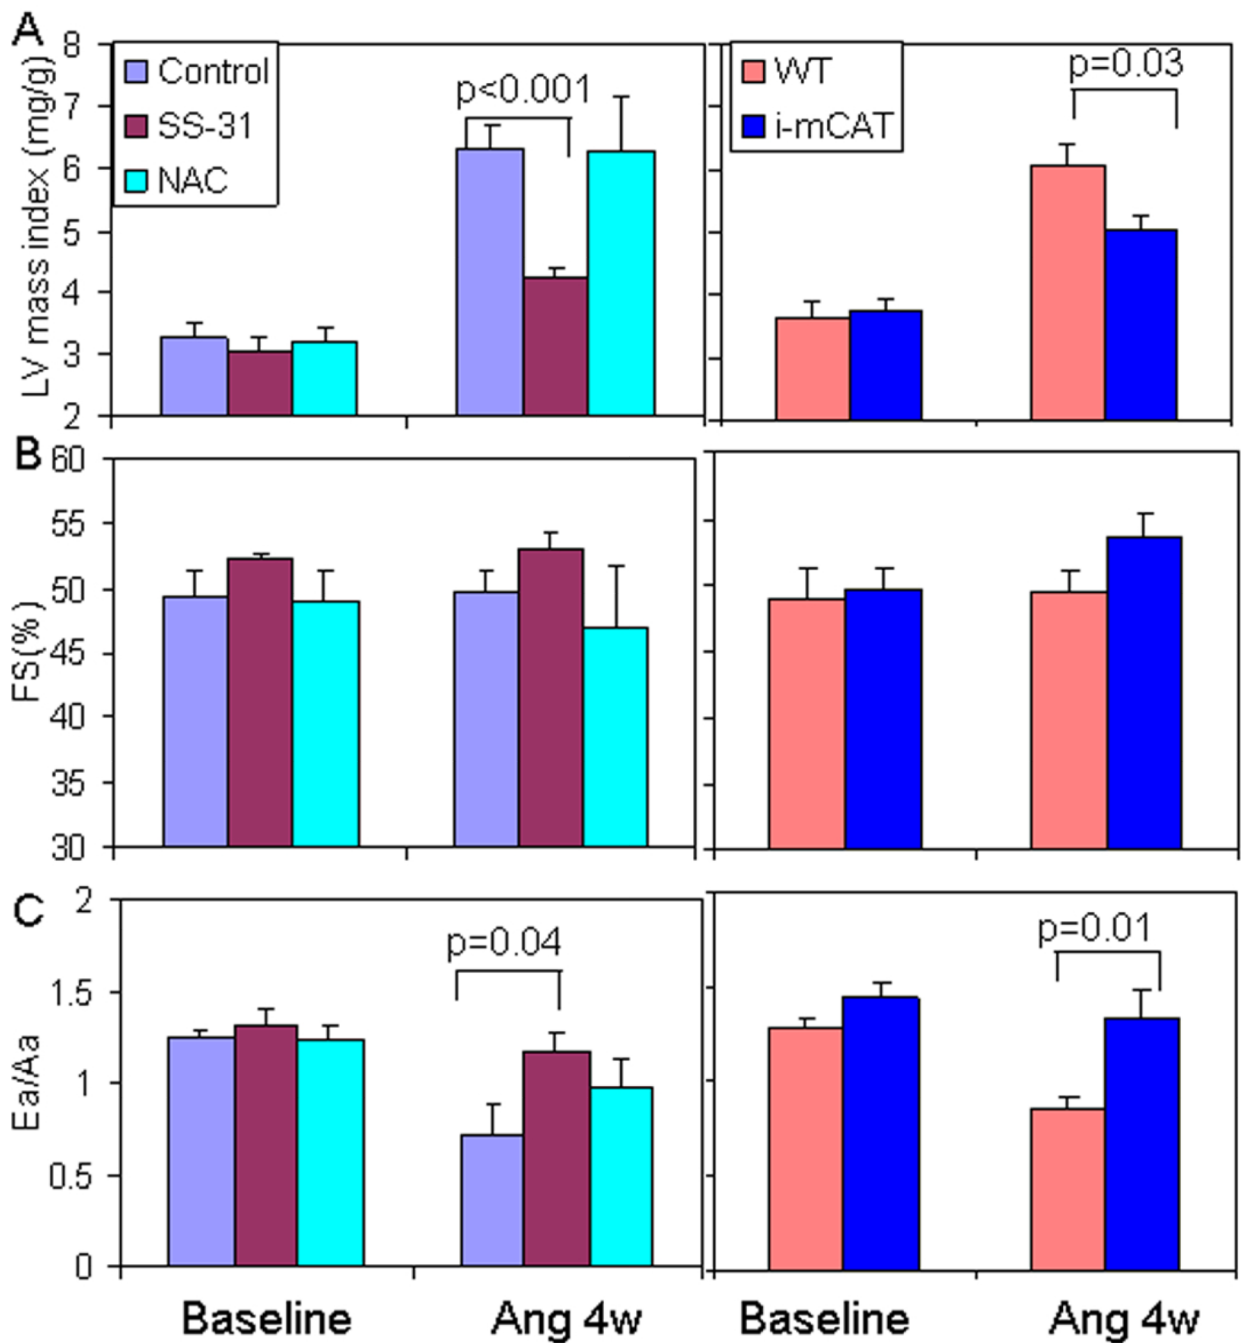 A
LV mass index (mg/g)
8
7
6
5
4
3
2
Control
SS-31
NAC
p<0.001
WT
i-mCAT
p=0.03
B
FS(%)
60
55
50
45
40
35
30
C
Ea/Aa
2
1.5
1
0.5
0
p=0.04
p=0.01
Baseline
Ang 4w
Baseline
Ang 4w